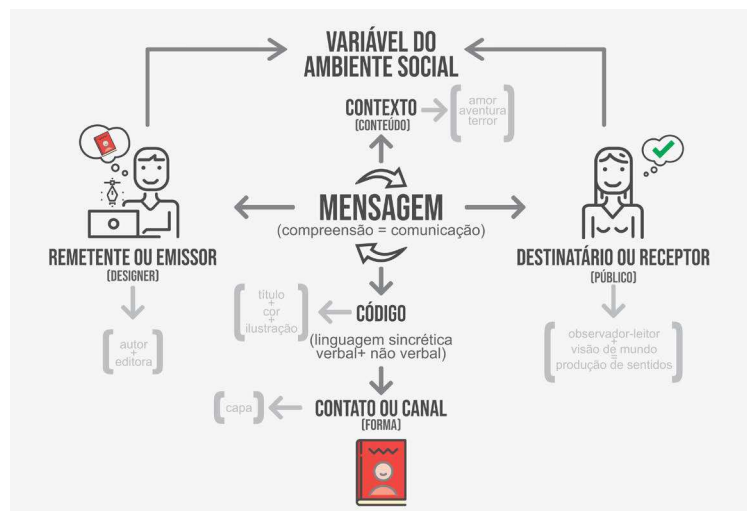 VARIÁVEL DO
AMBIENTE SOCIAL
CONTEXTO
(CONTEÚDO)
amor
aventura
terror
MENSAGEM
(compreensão = comunicação)
REMETENTE OU EMISSOR
(DESIGNER)
autor
+
editora
DESTINATÁRIO OU RECEPTOR
(PÚBLICO)
observador-leitor
+
visão de mundo
=
produção de sentidos
título
+
cor
+
ilustração
CÓDIGO
(linguagem sincrética
verbal+ não verbal)
capa
CONTATO OU CANAL
(FORMA)